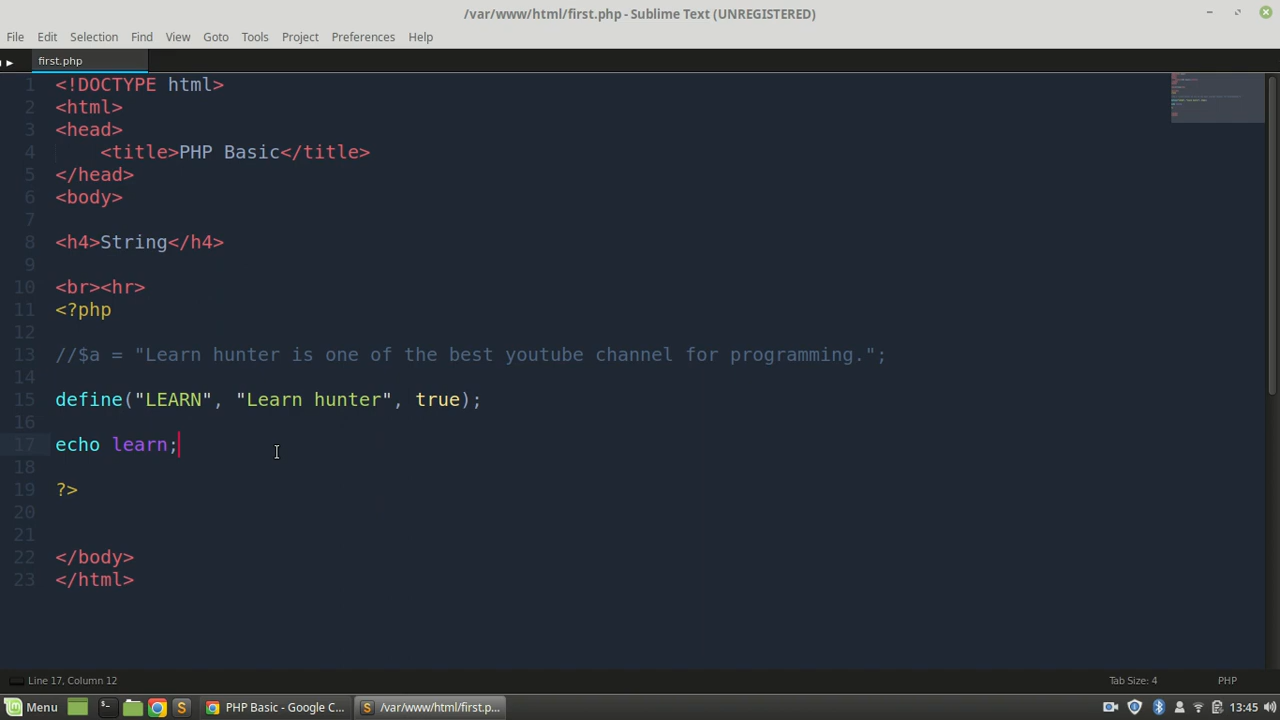 /var/www/html/first.php - Sublime Text (UNREGISTERED)
File Edit Selection Find View Goto Tools Project Preferences Help
first.php
1 <!DOCTYPE html>
2 <html>
3 <head>
4 <title>PHP Basic</title>
5 </head>
6 <body>
7
8 <h4>String</h4>
9
10 <br><hr>
11 <?php
12
13 //$a = "Learn hunter is one of the best youtube channel for programming.";
14
15 define("LEARN", "Learn hunter", true);
16
17 echo learn;
18
19 ?>
20
21
22 </body>
23 </html>
Line 17, Column 12 Tab Size: 4 PHP
Menu PHP Basic - Google C... /var/www/html/first.p... 13:45